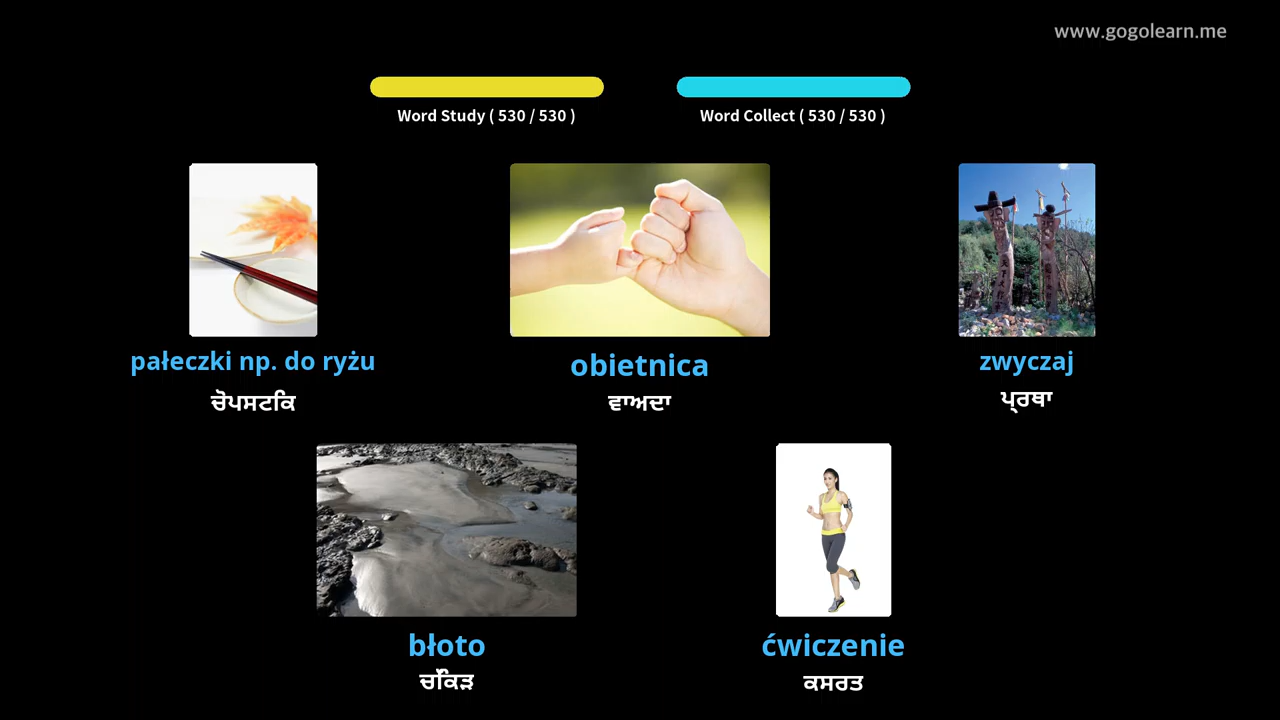 www.gogolearn.me
Word Study ( 530 / 530 )
Word Collect ( 530 / 530 )
pałeczki np. do ryżu
ਚੋਪਸਟਕਿ
obietnica
ਵਾਅਦਾ
zwyczaj
ਪ੍ਰਥਾ
błoto
ਚੱਕਿੜ
ćwiczenie
ਕਸਰਤ